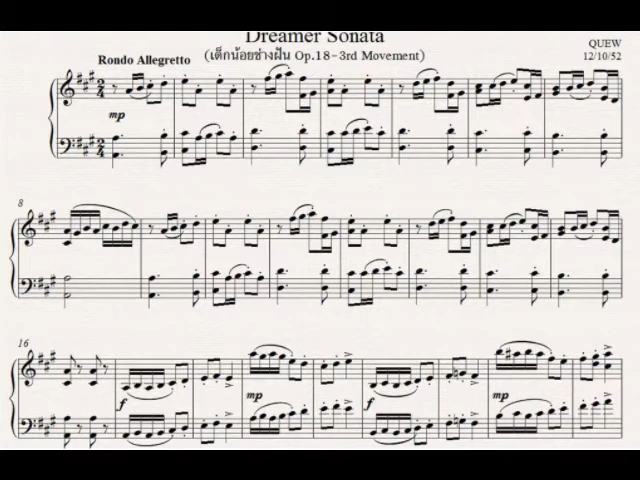 Dreamer Sonata
(เด็กน้อยช่างฝัน Op.18-3rd Movement)
QUEW
12/10/52
Rondo Allegretto
mp
8
16
f
mp
f
mp